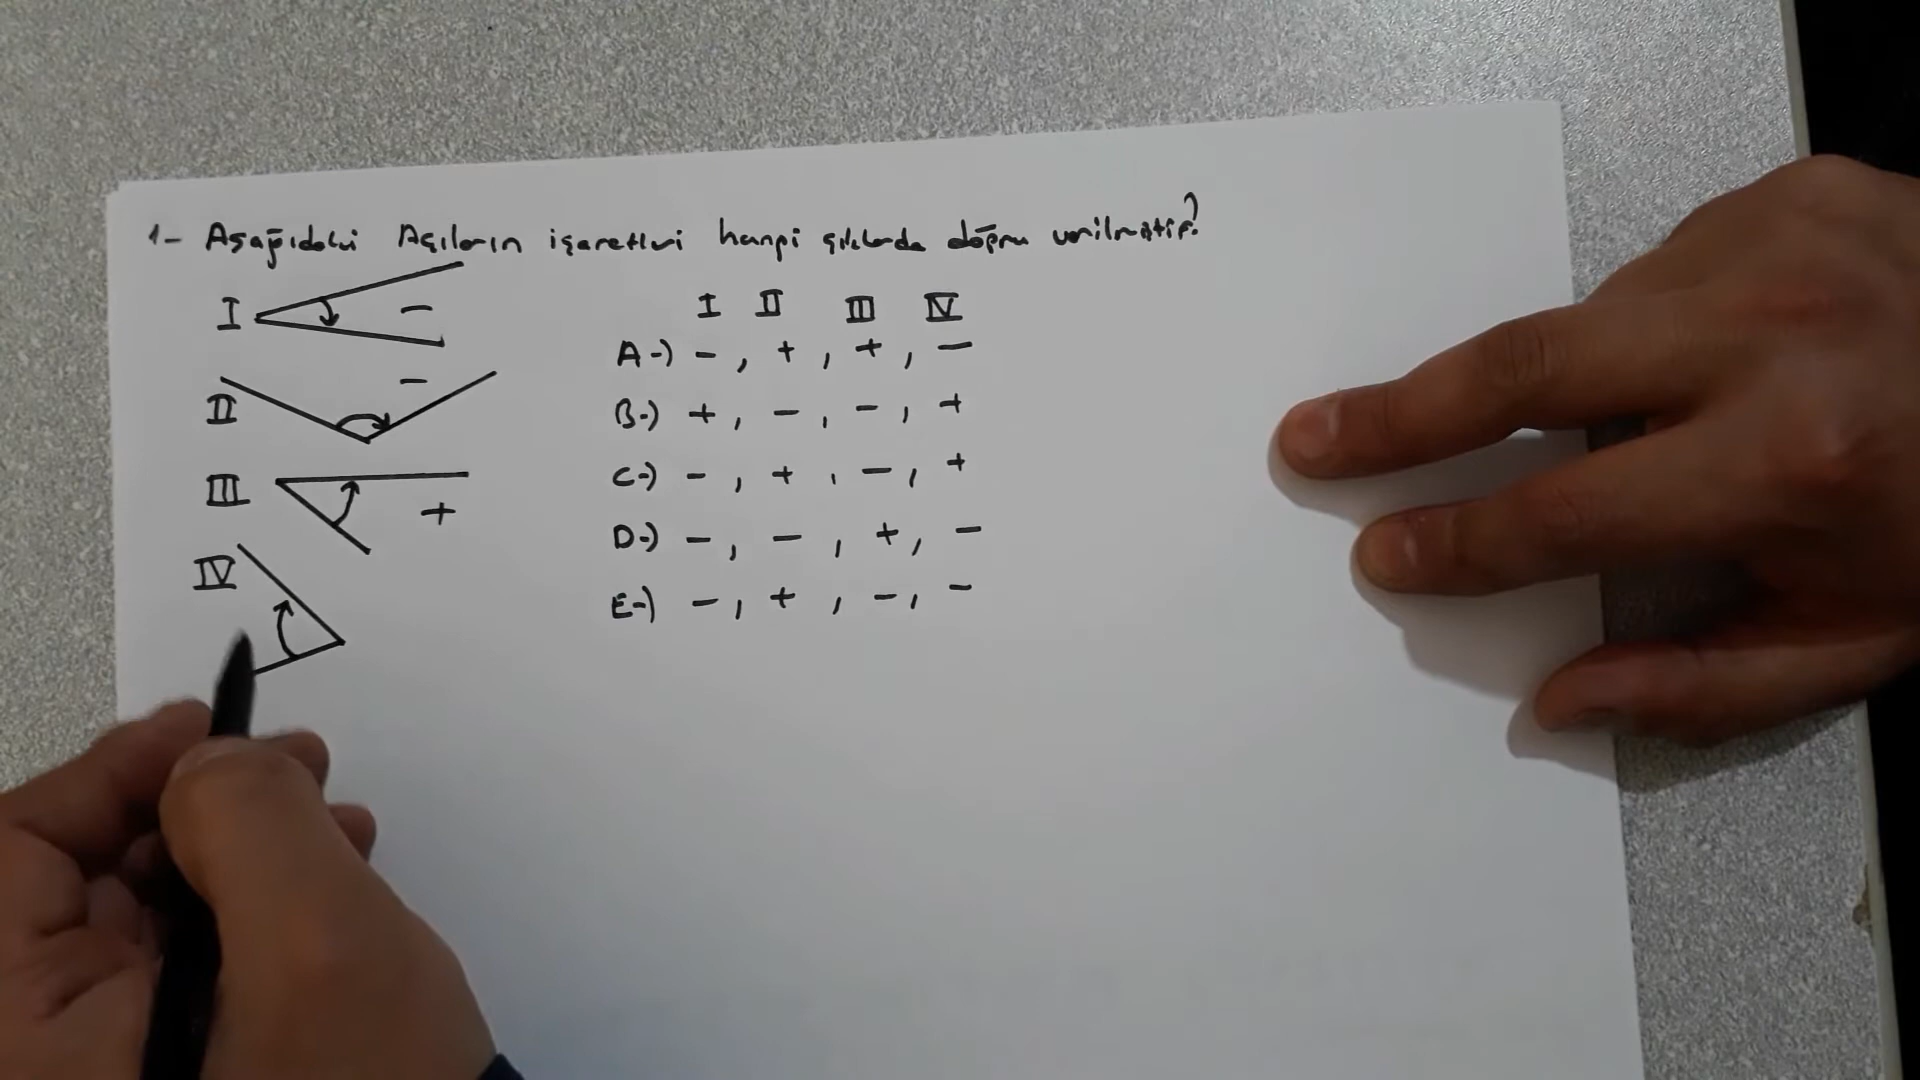 1- Aşağıdaki Açıların işaretleri hangi şıklarda doğru verilmiştir?
I -
II -
III +
IV
I II III IV
A-) - , + , + , -
B-) + , - , - , +
C-) - , + , - , +
D-) - , - , + , -
E-) - , + , - , -